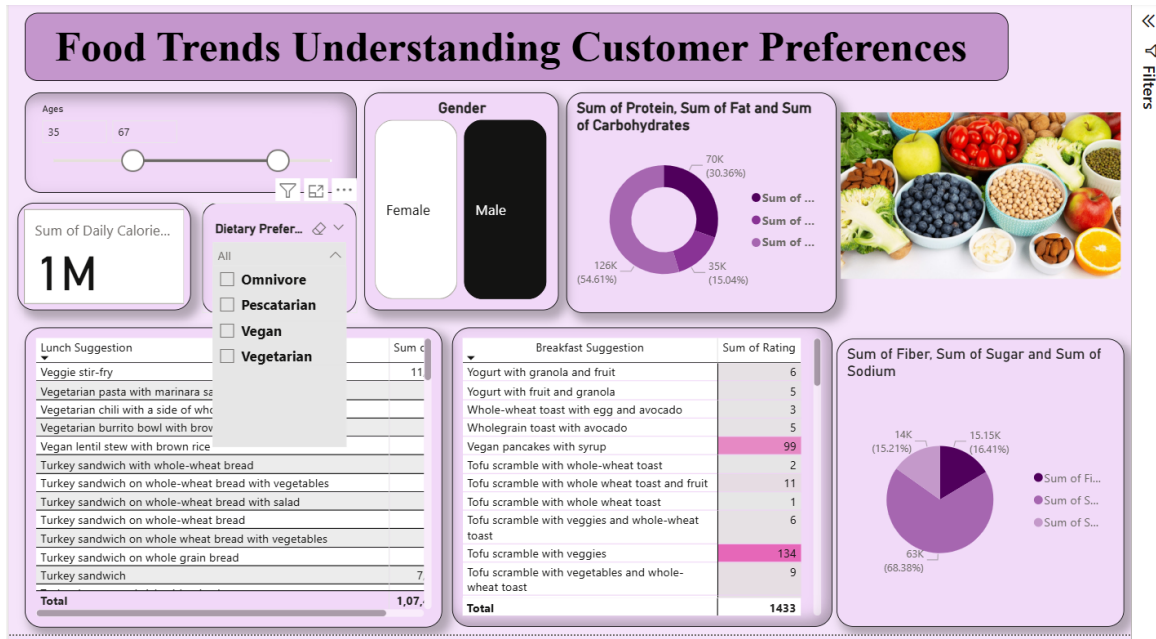 Food Trends Understanding Customer Preferences
Filters
Ages
35 67
Gender
Female
Male
Sum of Protein, Sum of Fat and Sum
of Carbohydrates
70K
(30.36%)
126K
(54.61%)
35K
(15.04%)
Sum of ...
Sum of ...
Sum of ...
Sum of Daily Calorie...
1M
Dietary Prefer...
All
Omnivore
Pescatarian
Vegan
Vegetarian
Lunch Suggestion Sum
Veggie stir-fry 11,
Vegetarian pasta with marinara
Vegetarian chili with a side of
Vegetarian burrito bowl with
Vegan lentil stew with brown rice
Turkey sandwich with whole-wheat bread
Turkey sandwich on whole-wheat bread with vegetables
Turkey sandwich on whole-wheat bread with salad
Turkey sandwich on whole-wheat bread
Turkey sandwich on whole wheat bread with vegetables
Turkey sandwich on whole grain bread
Turkey sandwich 7,
Total 1,07,
Breakfast Suggestion Sum of Rating
Yogurt with granola and fruit 6
Yogurt with fruit and granola 5
Whole-wheat toast with egg and avocado 3
Wholegrain toast with avocado 5
Vegan pancakes with syrup 99
Tofu scramble with whole-wheat toast 2
Tofu scramble with whole wheat toast and fruit 11
Tofu scramble with whole wheat toast 1
Tofu scramble with veggies and whole-wheat 6
toast
Tofu scramble with veggies 134
Tofu scramble with vegetables and whole- 9
wheat toast
Total 1433
Sum of Fiber, Sum of Sugar and Sum of
Sodium
14K
(15.21%)
15.15K
(16.41%)
63K
(68.38%)
Sum of Fi...
Sum of S...
Sum of S...